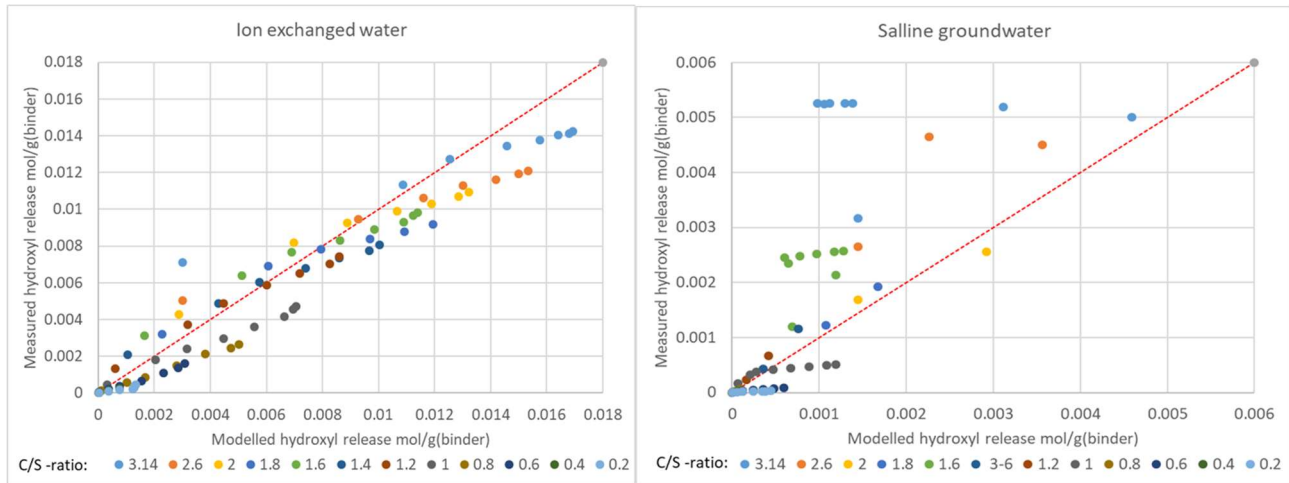 Ion exchanged water
Measured hydroxyl release mol/g(binder)
0.018
0.016
0.014
0.012
0.01
0.008
0.006
0.004
0.002
0
0 0.002 0.004 0.006 0.008 0.01 0.012 0.014 0.016 0.018
Modelled hydroxyl release mol/g(binder)
C/S -ratio: 3.14 2.6 2 1.8 1.6 1.4 1.2 1 0.8 0.6 0.4 0.2
Salline groundwater
Measured hydroxyl release mol/g(binder)
0.006
0.005
0.004
0.003
0.002
0.001
0
0 0.001 0.002 0.003 0.004 0.005 0.006
Modelled hydroxyl release mol/g(binder)
C/S -ratio: 3.14 2.6 2 1.8 1.6 3-6 1.2 1 0.8 0.6 0.4 0.2